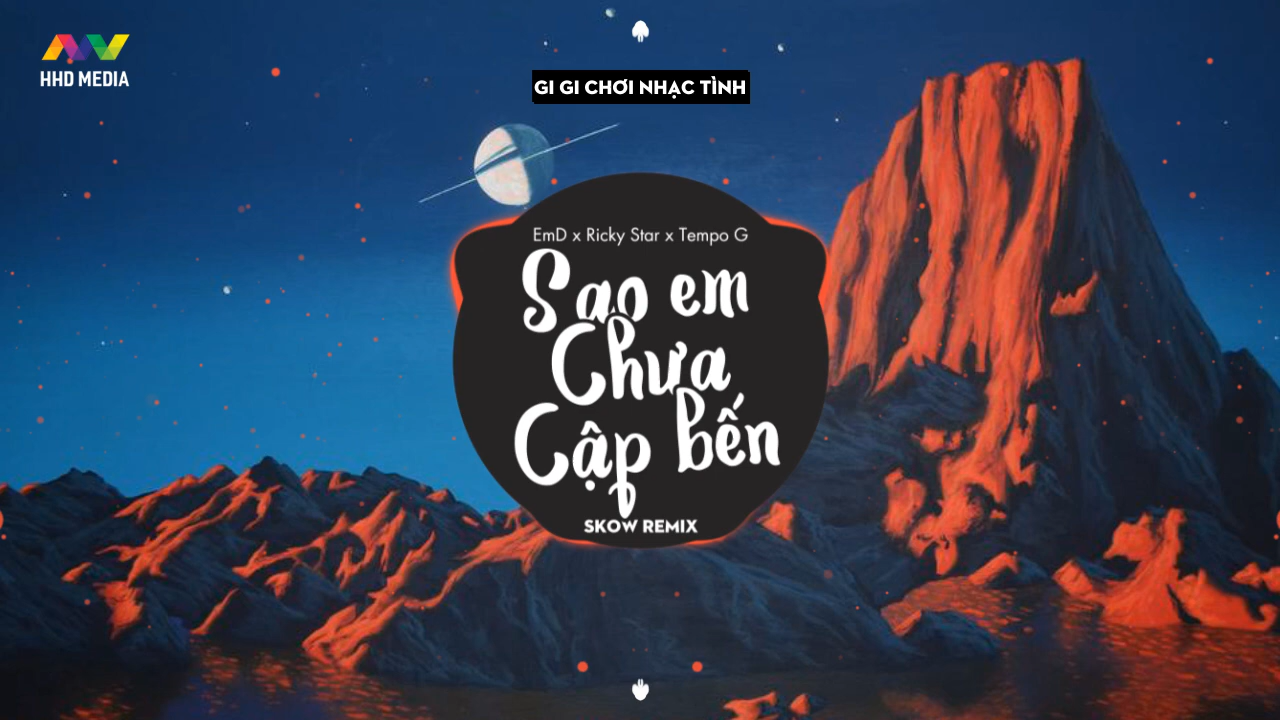 HHD MEDIA
GI GI CHƠI NHẠC TÌNH
EmD x Ricky Star x Tempo G
Sao em
Chưa
Cập bến
SKOW REMIX